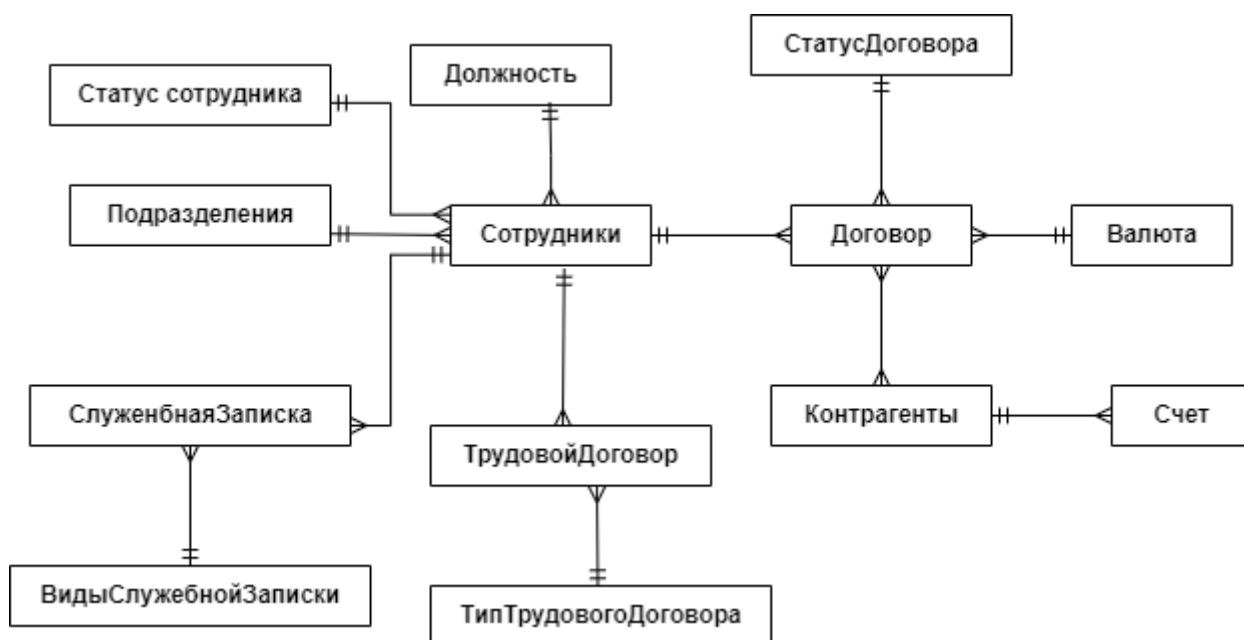 СтатусДоговора
Должность
Статус сотрудника
Подразделения
Сотрудники
Договор
Валюта
СлуженбнаяЗаписка
Контрагенты
Счет
ТрудовойДоговор
ВидыСлужебнойЗаписки
ТипТрудовогоДоговора